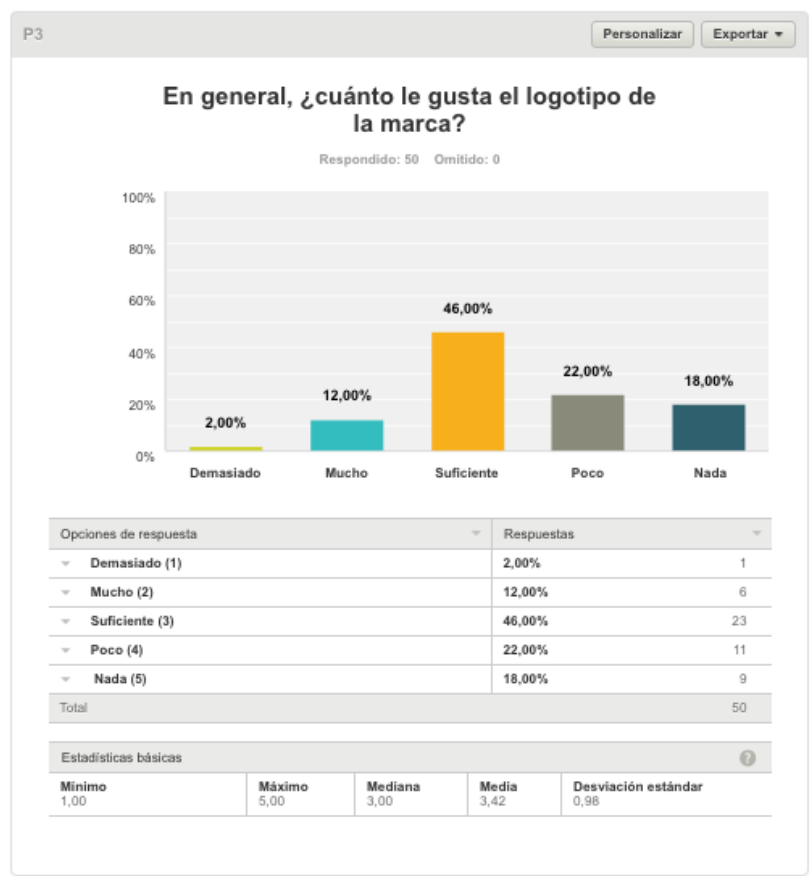 P3
Personalizar
Exportar
En general, ¿cuánto le gusta el logotipo de
la marca?
Respondido: 50 Omitido: 0
100%
80%
60%
40%
20%
0%
2,00%
12,00%
46,00%
22,00%
18,00%
Demasiado Mucho Suficiente Poco Nada
Opciones de respuesta Respuestas
Demasiado (1) 2,00% 1
Mucho (2) 12,00% 6
Suficiente (3) 46,00% 23
Poco (4) 22,00% 11
Nada (5) 18,00% 9
Total 50
Estadísticas básicas ?
Mínimo Máximo Mediana Media Desviación estándar
1,00 5,00 3,00 3,42 0,98